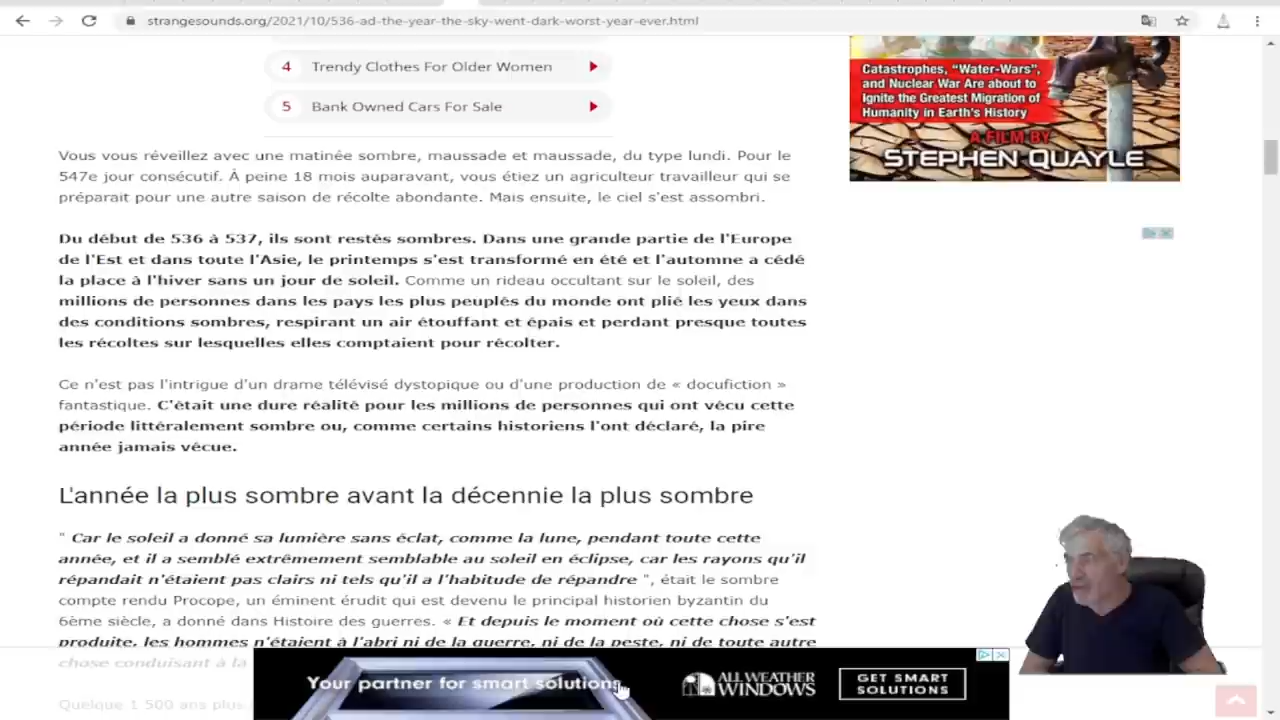 strangesounds.org/2021/10/536-ad-the-year-the-sky-went-dark-worst-year-ever.html
4 Trendy Clothes For Older Women
5 Bank Owned Cars For Sale
Catastrophes, "Water-Wars",
and Nuclear War Are about to
Ignite the Greatest Migration of
Humanity in Earth's History
A FILM BY
STEPHEN QUAYLE
Vous vous réveillez avec une matinée sombre, maussade et maussade, du type lundi. Pour le
547e jour consécutif. À peine 18 mois auparavant, vous étiez un agriculteur travailleur qui se
préparait pour une autre saison de récolte abondante. Mais ensuite, le ciel s'est assombri.
Du début de 536 à 537, ils sont restés sombres. Dans une grande partie de l'Europe
de l'Est et dans toute l'Asie, le printemps s'est transformé en été et l'automne a cédé
la place à l'hiver sans un jour de soleil. Comme un rideau occultant sur le soleil, des
millions de personnes dans les pays les plus peuplés du monde ont plié les yeux dans
des conditions sombres, respirant un air étouffant et épais et perdant presque toutes
les récoltes sur lesquelles elles comptaient pour récolter.
Ce n'est pas l'intrigue d'un drame télévisé dystopique ou d'une production de « docufiction »
fantastique. C'était une dure réalité pour les millions de personnes qui ont vécu cette
période littéralement sombre ou, comme certains historiens l'ont déclaré, la pire
année jamais vécue.
L'année la plus sombre avant la décennie la plus sombre
" Car le soleil a donné sa lumière sans éclat, comme la lune, pendant toute cette
année, et il a semblé extrêmement semblable au soleil en éclipse, car les rayons qu'il
répandait n'étaient pas clairs ni tels qu'il a l'habitude de répandre ", était le sombre
compte rendu Procope, un éminent érudit qui est devenu le principal historien byzantin du
6ème siècle, a donné dans Histoire des guerres. « Et depuis le moment où cette chose s'est
produite, les hommes n'étaient à l'abri ni de la guerre, ni de la peste, ni de toute autre
chose conduisant à la
Quelque 1 500 ans plus
Your partner for smart solutions
ALL WEATHER
WINDOWS
GET SMART
SOLUTIONS